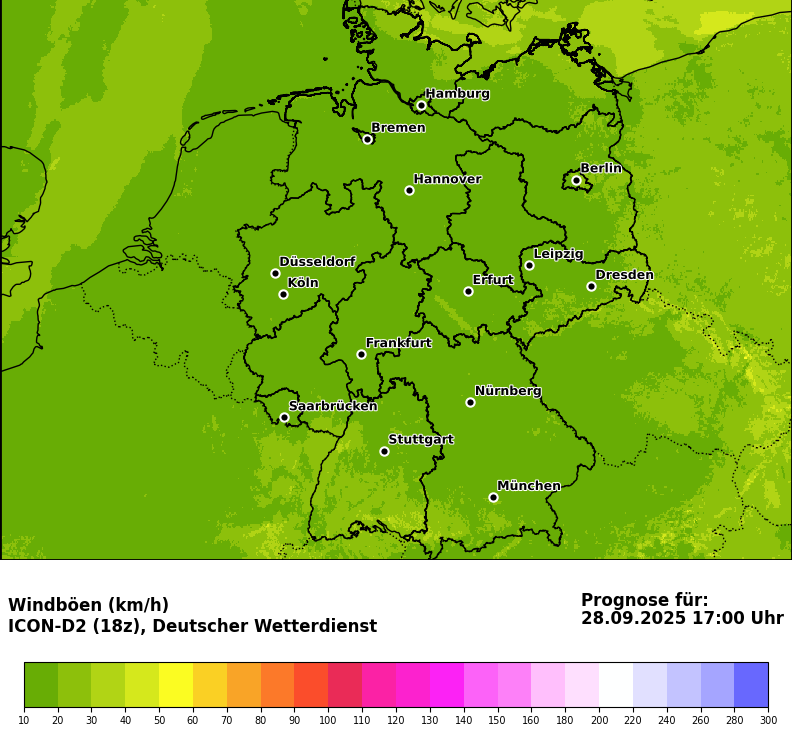 Hamburg
Bremen
Berlin
Hannover
Leipzig
Düsseldorf
Dresden
Köln
Erfurt
Frankfurt
Nürnberg
Saarbrücken
Stuttgart
München
Windböen (km/h)
ICON-D2 (18z), Deutscher Wetterdienst
Prognose für:
28.09.2025 17:00 Uhr
10 20 30 40 50 60 70 80 90 100 110 120 130 140 150 160 180 200 220 240 260 280 300